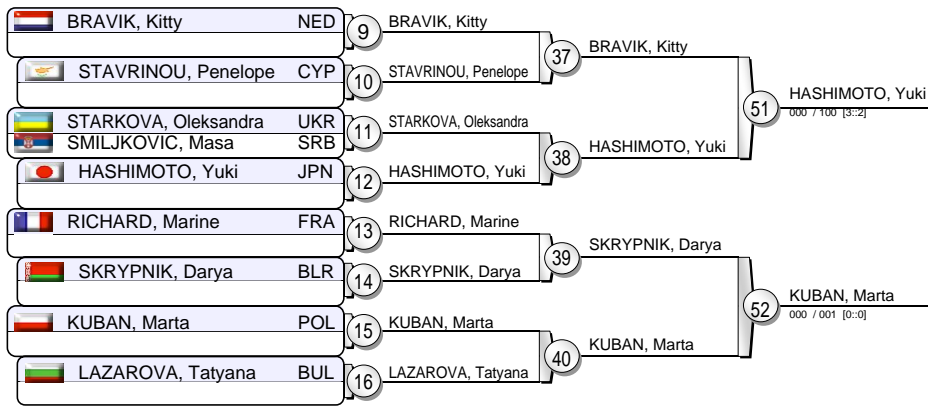 BRAVIK, Kitty NED
9
BRAVIK, Kitty
STAVRINOU, Penelope CYP
10
STAVRINOU, Penelope
37
BRAVIK, Kitty
STARKOVA, Oleksandra UKR
SMILJKOVIC, Masa SRB
11
STARKOVA, Oleksandra
HASHIMOTO, Yuki JPN
12
HASHIMOTO, Yuki
38
HASHIMOTO, Yuki
51
HASHIMOTO, Yuki
000 / 100 [3::2]
RICHARD, Marine FRA
13
RICHARD, Marine
SKRYPNIK, Darya BLR
14
SKRYPNIK, Darya
39
SKRYPNIK, Darya
KUBAN, Marta POL
15
KUBAN, Marta
LAZAROVA, Tatyana BUL
16
LAZAROVA, Tatyana
40
KUBAN, Marta
52
KUBAN, Marta
000 / 001 [0::0]